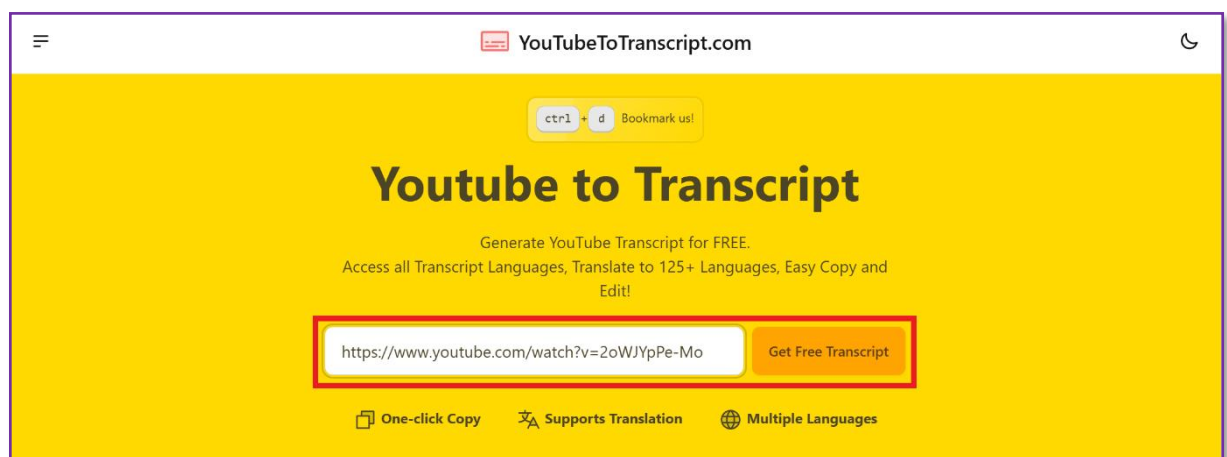 YouTubeToTranscript.com
ctrl + d Bookmark us!
Youtube to Transcript
Generate YouTube Transcript for FREE.
Access all Transcript Languages, Translate to 125+ Languages, Easy Copy and
Edit!
https://www.youtube.com/watch?v=2oWJYpPe-Mo Get Free Transcript
One-click Copy Supports Translation Multiple Languages